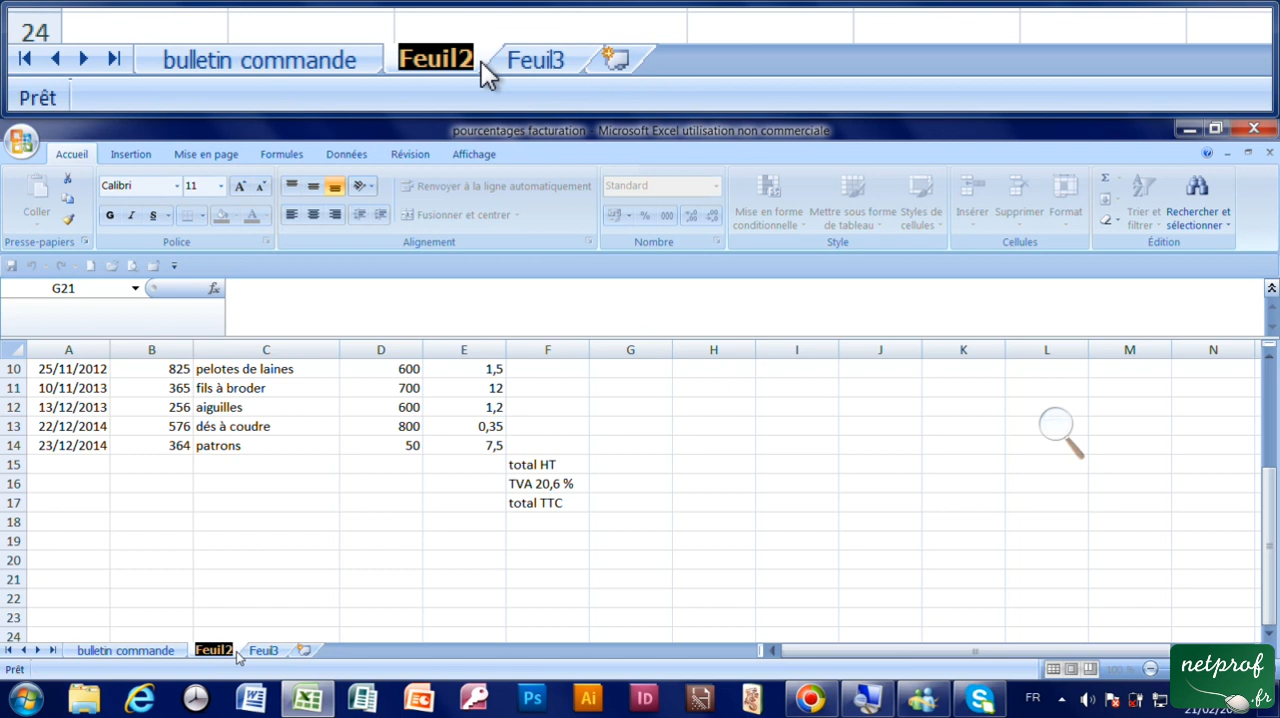 24
bulletin commande Feuil2 Feuil3
Prêt
pourcentages facturation - Microsoft Excel utilisation non commerciale
Accueil Insertion Mise en page Formules Données Révision Affichage
Coller
Presse-papiers
Calibri 11
G I S
Police
Renvoyer à la ligne automatiquement
Fusionner et centrer
Alignement
Standard
% 000
Nombre
Mise en forme conditionnelle
Mettre sous forme de tableau
Styles de cellules
Style
Insérer Supprimer Format
Cellules
Trier et filtrer
Rechercher et sélectionner
Édition
G21 fx
A B C D E F G H I J K L M N
10 25/11/2012 825 pelotes de laines 600 1,5
11 10/11/2013 365 fils à broder 700 12
12 13/12/2013 256 aiguilles 600 1,2
13 22/12/2014 576 dés à coudre 800 0,35
14 23/12/2014 364 patrons 50 7,5
15 total HT
16 TVA 20,6 %
17 total TTC
18
19
20
21
22
23
24
bulletin commande Feuil2 Feuil3
Prêt 100 %
Ps Ai ID FR
netprof.fr